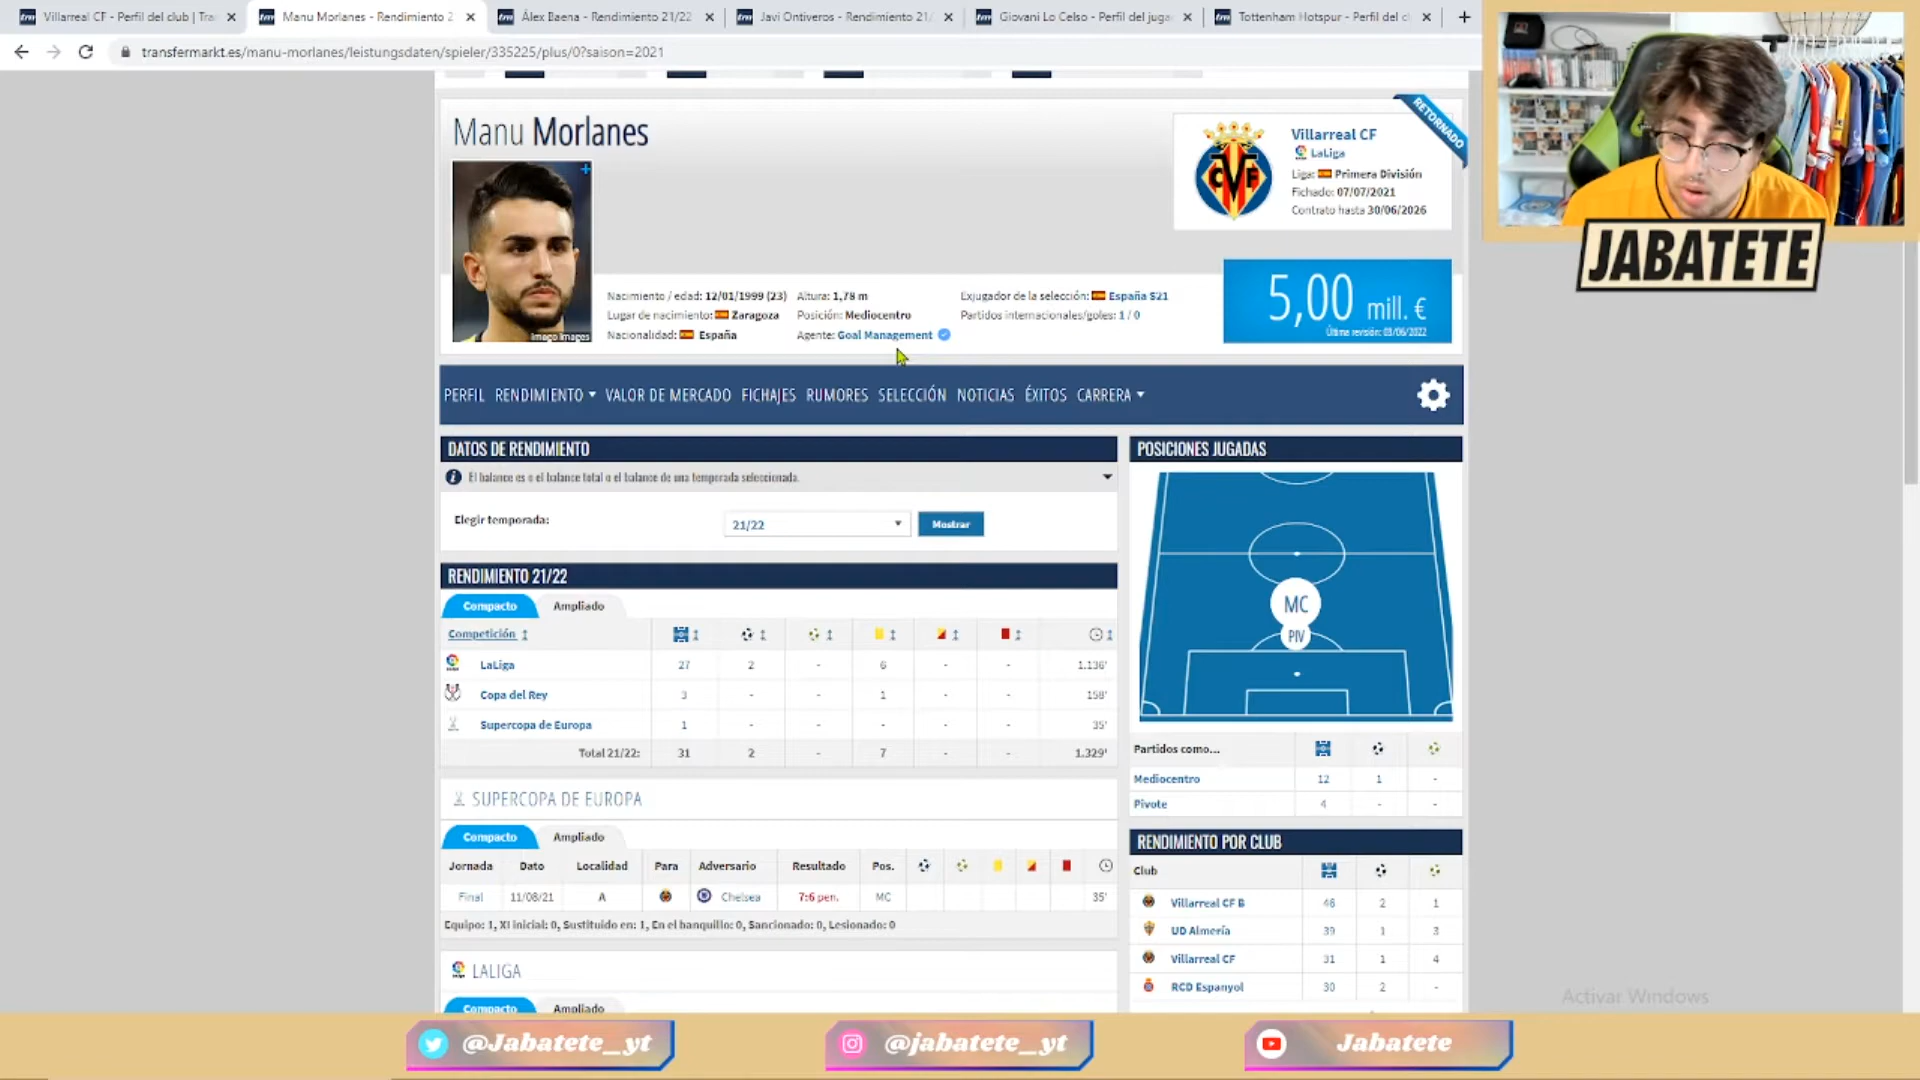 Villarreal CF - Perfil del club | Tra
Manu Morlanes - Rendimiento 2
Álex Baena - Rendimiento 21/22
Javi Ontiveros - Rendimiento 21/
Giovani Lo Celso - Perfil del juga
Tottenham Hotspur - Perfil del cl
transfermarkt.es/manu-morlanes/leistungsdaten/spieler/335225/plus/0?saison=2021
Manu Morlanes
RETORNADO
Villarreal CF
LaLiga
Liga: Primera División
Fichado: 07/07/2021
Contrato hasta 30/06/2026
JABATETE
Imago Images
Nacimiento / edad: 12/01/1999 (23) Altura: 1,78 m Exjugador de la selección: España S21
Lugar de nacimiento: Zaragoza Posición: Mediocentro Partidos internacionales/goles: 1 / 0
Nacionalidad: España Agente: Goal Management
5,00 mill. €
Última revisión: 03/06/2022
PERFIL RENDIMIENTO VALOR DE MERCADO FICHAJES RUMORES SELECCIÓN NOTICIAS ÉXITOS CARRERA
DATOS DE RENDIMIENTO
El balance es o el balance total o el balance de una temporada seleccionada.
Elegir temporada: 21/22 Mostrar
RENDIMIENTO 21/22
Compacto Ampliado
Competición
LaLiga 27 2 - 6 - - 1.136'
Copa del Rey 3 - - 1 - - 158'
Supercopa de Europa 1 - - - - - 35'
Total 21/22: 31 2 - 7 - - 1.329'
SUPERCOPA DE EUROPA
Compacto Ampliado
Jornada Dato Localidad Para Adversario Resultado Pos.
Final 11/08/21 A Chelsea 7:6 pen. MC 35'
Equipo: 1, XI inicial: 0, Sustituido en: 1, En el banquillo: 0, Sancionado: 0, Lesionado: 0
LALIGA
Compacto Ampliado
POSICIONES JUGADAS
MC
PIV
Partidos como...
Mediocentro 12 1 -
Pivote 4 - -
RENDIMIENTO POR CLUB
Club
Villarreal CF B 46 2 1
UD Almería 39 1 3
Villarreal CF 31 1 4
RCD Espanyol 30 2 -
Activar Windows
@Jabatete_yt
@jabatete_yt
Jabatete